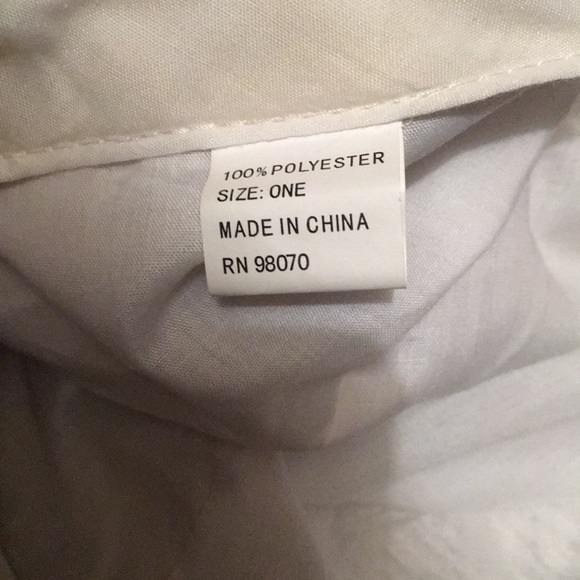 100% POLYESTER
SIZE: ONE
MADE IN CHINA
RN 98070